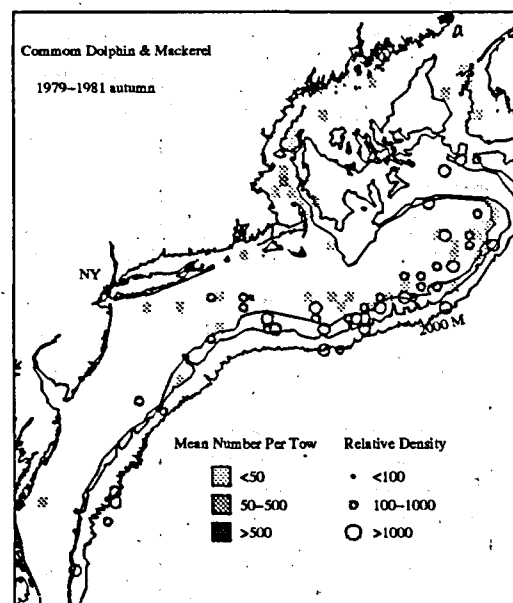 Commom Dolphin & Mackerel
1979-1981 autumn
a
NY
2000 M
Mean Number Per Tow
Relative Density
<50
<100
50-500
100-1000
>500
>1000